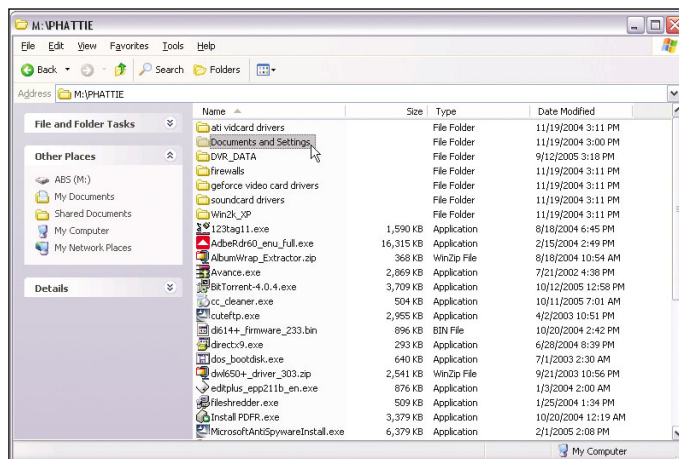 M:\PHATTIE
File Edit View Favorites Tools Help
Back Search Folders
Address M:\PHATTIE
File and Folder Tasks
Other Places
ABS (M:)
My Documents
Shared Documents
My Computer
My Network Places
Details
Name Size Type Date Modified
ati vidcard drivers File Folder 11/19/2004 3:11 PM
Documents and Settings File Folder 11/19/2004 3:00 PM
DVR_DATA File Folder 9/12/2005 3:18 PM
firewalls File Folder 11/19/2004 3:11 PM
geforce video card drivers File Folder 11/19/2004 3:11 PM
soundcard drivers File Folder 11/19/2004 3:11 PM
Win2k_XP File Folder 11/19/2004 3:11 PM
123tag11.exe 1,590 KB Application 8/18/2004 6:45 PM
AdbeRdr60_enu_full.exe 16,315 KB Application 2/15/2004 2:49 PM
AlbumWrap_Extractor.zip 368 KB WinZip File 8/18/2004 10:54 AM
Avance.exe 2,869 KB Application 7/21/2002 4:38 PM
BitTorrent-4.0.4.exe 3,709 KB Application 10/12/2005 12:58 PM
cc_cleaner.exe 504 KB Application 10/11/2005 7:01 AM
cuteftp.exe 2,955 KB Application 4/2/2003 10:51 PM
di614+_firmware_233.bin 896 KB BIN File 10/20/2004 2:42 PM
directx9.exe 293 KB Application 6/28/2004 8:39 PM
dos_bootdisk.exe 640 KB Application 7/1/2003 2:30 AM
dwl650+_driver_303.zip 2,541 KB WinZip File 9/21/2003 10:56 PM
editplus_epp211b_en.exe 876 KB Application 1/3/2004 2:00 AM
fileshredder.exe 509 KB Application 1/25/2004 1:34 PM
Install PDFR.exe 3,379 KB Application 10/20/2004 12:19 AM
MicrosoftAntiSpywareInstall.exe 6,379 KB Application 2/1/2005 2:08 PM
My Computer